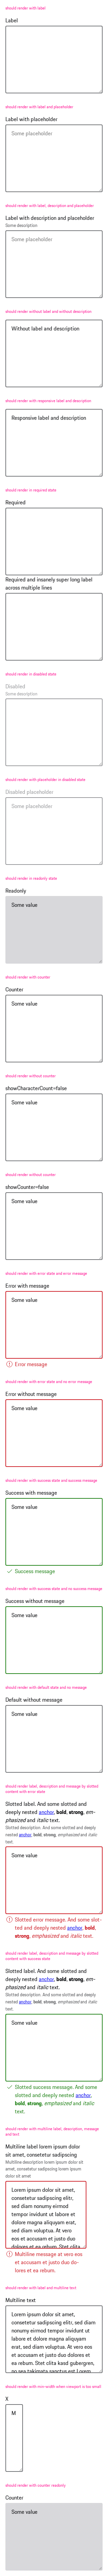 should render with label
Label
should render with label and placeholder
Label with placeholder
Some placeholder
should render with label, description and placeholder
Label with description and placeholder
Some description
Some placeholder
should render without label and without description
Without label and description
should render with responsive label and description
Responsive label and description
should render in required state
Required
Required and insanely super long label
across multiple lines
should render in disabled state
Disabled
Some description
should render with placeholder in disabled state
Disabled placeholder
Some placeholder
should render in readonly state
Readonly
Some value
should render with counter
Counter
Some value
should render without counter
showCharacterCount=false
Some value
should render without counter
showCounter=false
Some value
should render with error state and error message
Error with message
Some value
Error message
should render with error state and no error message
Error without message
Some value
should render with success state and success message
Success with message
Some value
Success message
should render with success state and no success message
Success without message
Some value
should render with default state and no message
Default without message
Some value
should render label, description and message by slotted
content with error state
Slotted label. And some slotted and
deeply nested anchor, bold, strong, em-
phasized and italic text.
Slotted description. And some slotted and deeply
nested anchor, bold, strong, emphasized and italic
text.
Some value
Slotted error message. And some slot-
ted and deeply nested anchor, bold,
strong, emphasized and italic text.
should render label, description and message by slotted
content with success state
Slotted label. And some slotted and
deeply nested anchor, bold, strong, em-
phasized and italic text.
Slotted description. And some slotted and deeply
nested anchor, bold, strong, emphasized and italic
text.
Some value
Slotted success message. And some
slotted and deeply nested anchor,
bold, strong, emphasized and italic
text.
should render with multiline label, description, message
and text
Multiline label lorem ipsum dolor
sit amet, consetetur sadipscing
Multiline description lorem ipsum dolor sit
amet, consetetur sadipscing lorem ipsum
dolor sit amet
Lorem ipsum dolor sit amet,
consetetur sadipscing elitr,
sed diam nonumy eirmod
tempor invidunt ut labore et
dolore magna aliquyam
erat, sed diam voluptua. At vero
eos et accusam et justo duo
dolores et ea rebum. Stet clita
Multiline message at vero eos
et accusam et justo duo do-
lores et ea rebum.
should render with label and multiline text
Multiline text
Lorem ipsum dolor sit amet,
consetetur sadipscing elitr, sed diam
nonumy eirmod tempor invidunt ut
labore et dolore magna aliquyam
erat, sed diam voluptua. At vero eos
et accusam et justo duo dolores et
ea rebum. Stet clita kasd gubergren,
no sea takimata sanctus est Lorem
should render with min width when viewport is too small
X
M
should render with counter readonly
Counter
Some value